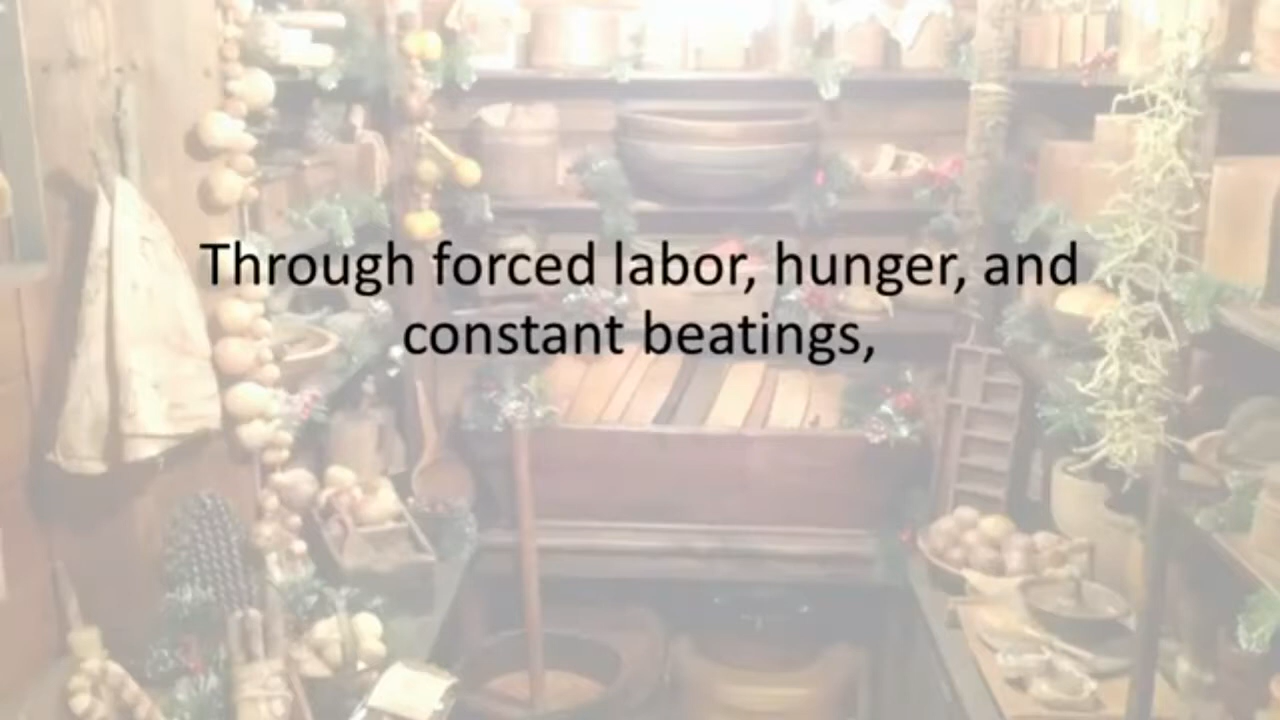 Through forced labor, hunger, and
constant beatings,